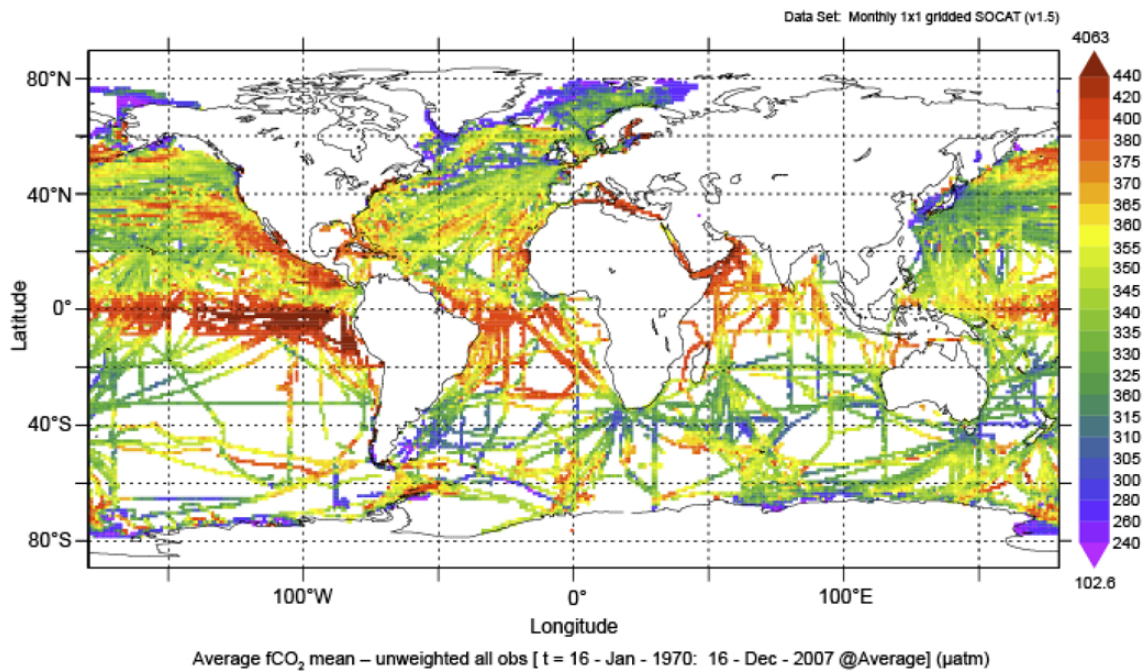 Data Set: Monthly 1x1 gridded SOCAT (v1.5)
4063
80°N
40°N
0°
40°S
80°S
Latitude
440
420
400
385
375
370
365
360
355
350
345
340
335
330
325
320
360
315
310
305
300
280
260
240
102.6
100°W
0°
100°E
Longitude
Average fCO₂ mean – unweighted all obs [ t = 16 - Jan - 1970: 16 - Dec - 2007 @Average] (µatm)